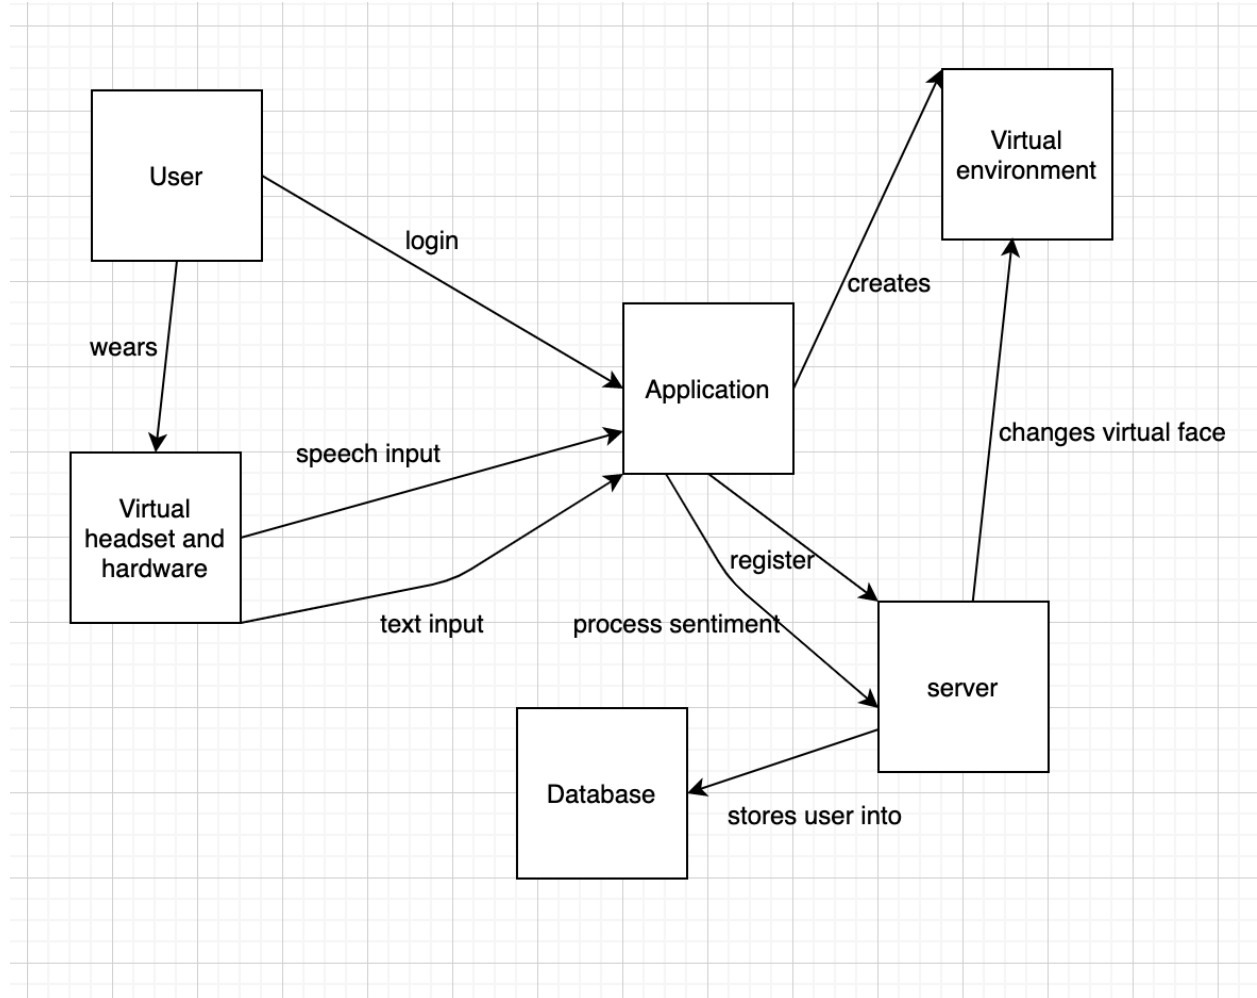 User
login
wears
Virtual
headset and
hardware
speech input
text input
Application
creates
Virtual
environment
changes virtual face
register
process sentiment
server
stores user into
Database